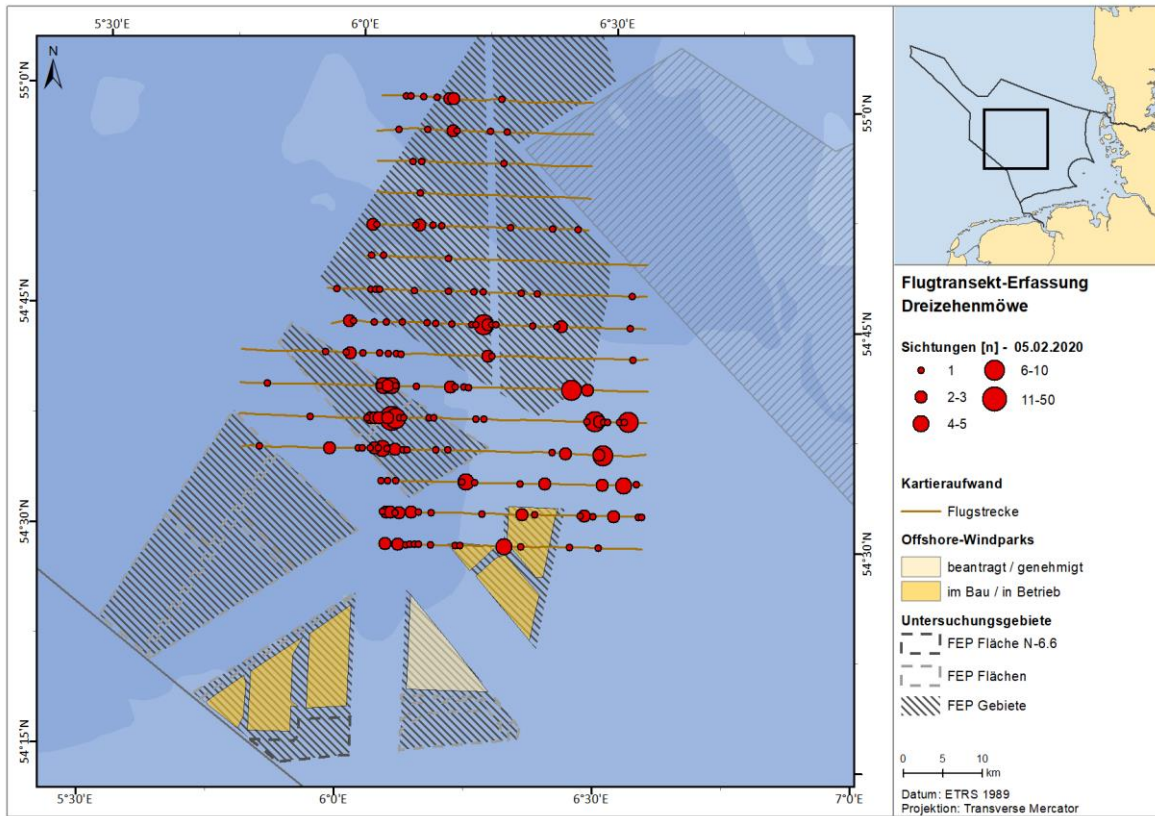 5°30'E
6°0'E
6°30'E
N
55°0'N
54°45'N
54°30'N
54°15'N
55°0'N
54°45'N
54°30'N
5°30'E
6°0'E
6°30'E
7°0'E
Flugtransekt-Erfassung
Dreizehenmöwe
Sichtungen [n] - 05.02.2020
1
2-3
4-5
6-10
11-50
Kartieraufwand
Flugstrecke
Offshore-Windparks
beantragt / genehmigt
im Bau / in Betrieb
Untersuchungsgebiete
FEP Fläche N-6.6
FEP Flächen
FEP Gebiete
0 5 10
km
Datum: ETRS 1989
Projektion: Transverse Mercator